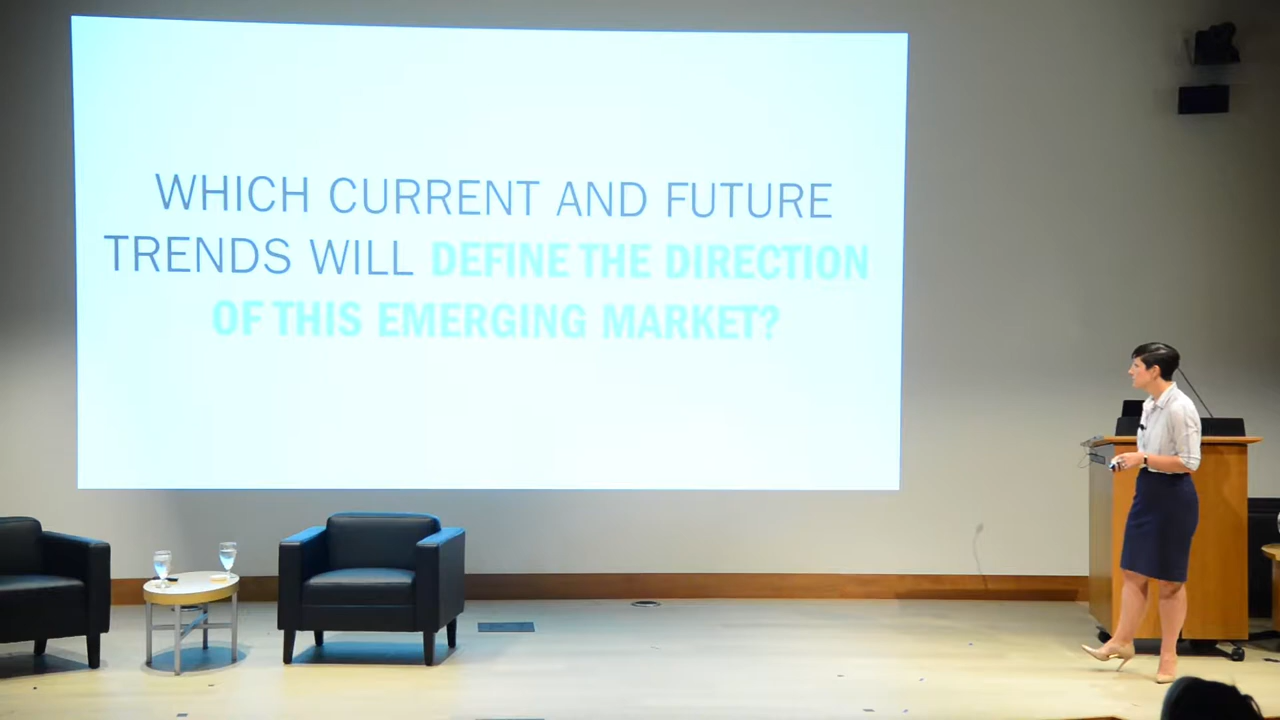 WHICH CURRENT AND FUTURE
TRENDS WILL DEFINE THE DIRECTION
OF THIS EMERGING MARKET?